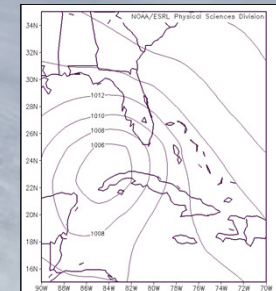 NOAA/ESRL Physical Sciences Division
34N
32N
30N
28N
26N
24N
22N
20N
18N
16N
1012
1010
1008
1006
1008
90W 88W 86W 84W 82W 80W 78W 76W 74W 72W 70W